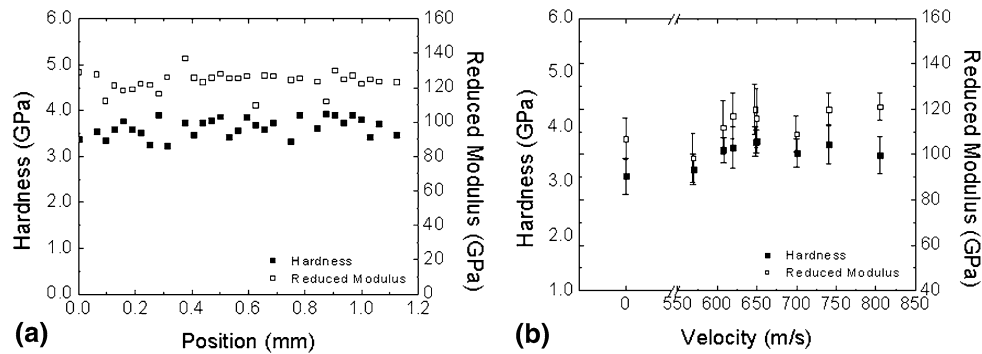 6.0
5.0
4.0
3.0
2.0
1.0
0.0
Hardness (GPa)
160
140
120
100
80
60
40
20
0
Reduced Modulus (GPa)
Hardness
Reduced Modulus
0.0 0.2 0.4 0.6 0.8 1.0 1.2
(a)
Position (mm)
6.0
5.0
4.0
3.0
2.0
1.0
Hardness (GPa)
160
140
120
100
80
60
40
Reduced Modulus (GPa)
Hardness
Reduced Modulus
0 550 600 650 700 750 800 850
(b)
Velocity (m/s)